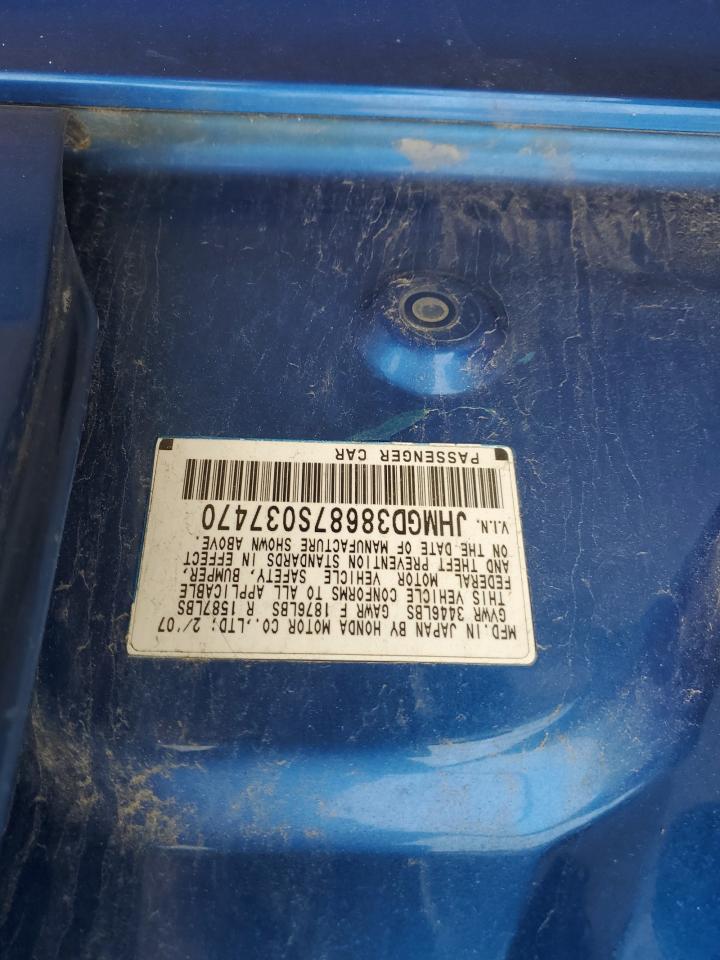 MFD.IN JAPAN BY HONDA MOTOR CO.,LTD; 2/'07
GVWR 3446LBS GAWR F 1876LBS R 1587LBS
THIS VEHICLE CONFORMS TO ALL APPLICABLE
FEDERAL MOTOR VEHICLE SAFETY, BUMPER,
AND THEFT PREVENTION STANDARDS IN EFFECT
ON THE DATE OF MANUFACTURE SHOWN ABOVE.
V.I.N. JHMGD38687S037470
PASSENGER CAR